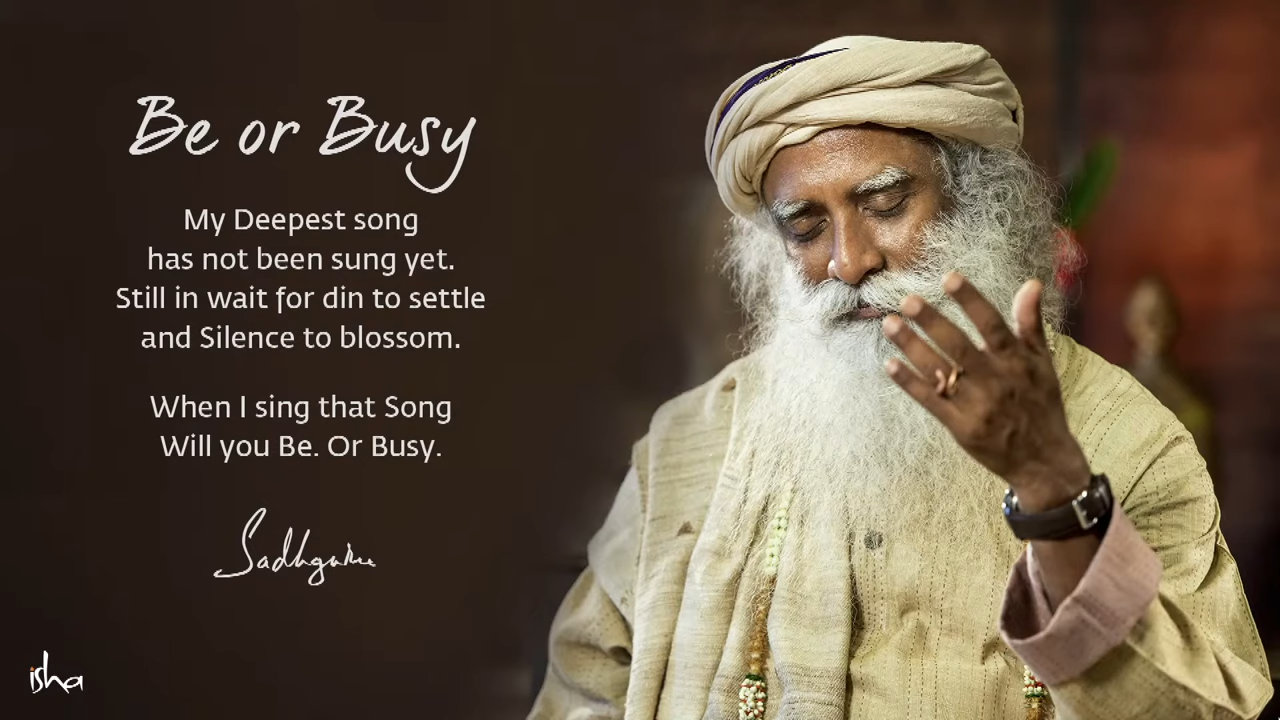 Be or Busy
My Deepest song
has not been sung yet.
Still in wait for din to settle
and Silence to blossom.
When I sing that Song
Will you Be. Or Busy.
Sadhguru
isha